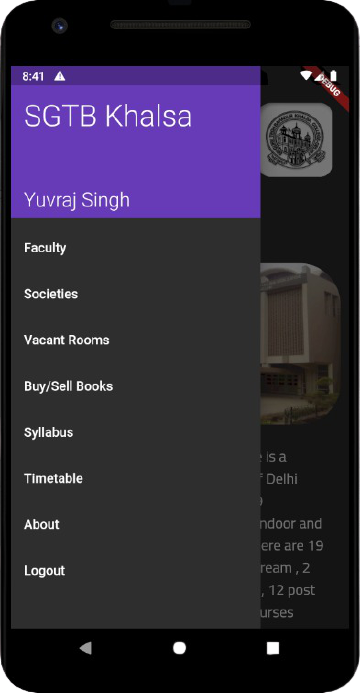 8:41
DEBUG
SGTB Khalsa
Yuvraj Singh
Faculty
Societies
Vacant Rooms
Buy/Sell Books
Syllabus
Timetable
About
Logout
is a
f Delhi
ndoor and
ere are 19
ream , 2
, 12 post
urses